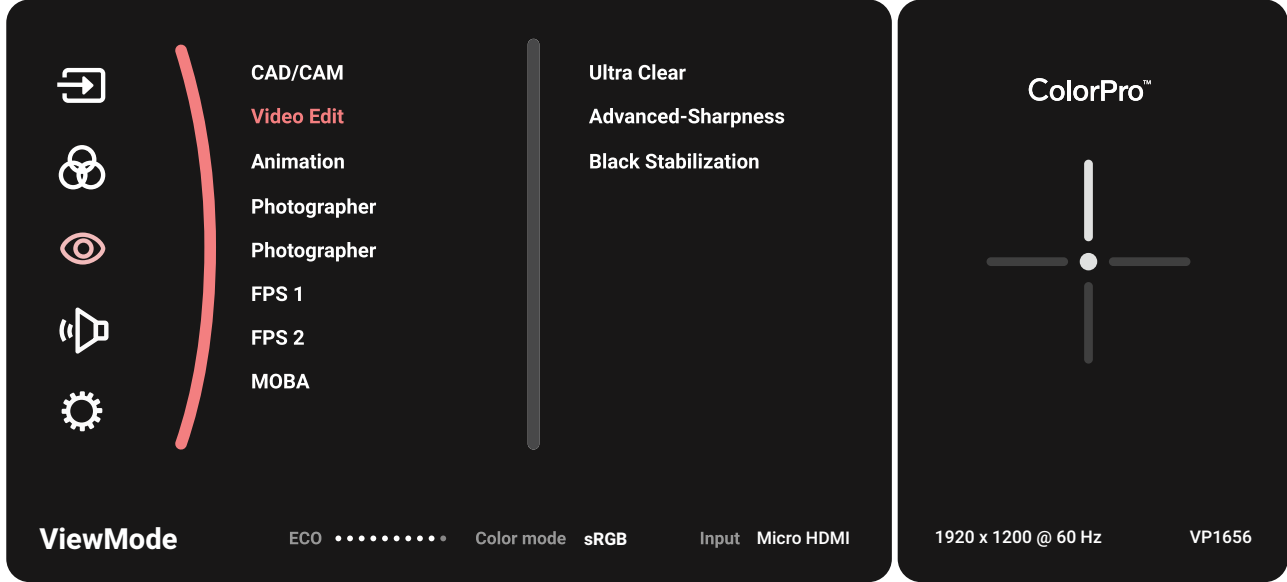 CAD/CAM
Video Edit
Animation
Photographer
Photographer
FPS 1
FPS 2
MOBA
Ultra Clear
Advanced-Sharpness
Black Stabilization
ViewMode
ECO
Color mode sRGB
Input Micro HDMI
ColorPro™
1920 x 1200 @ 60 Hz
VP1656